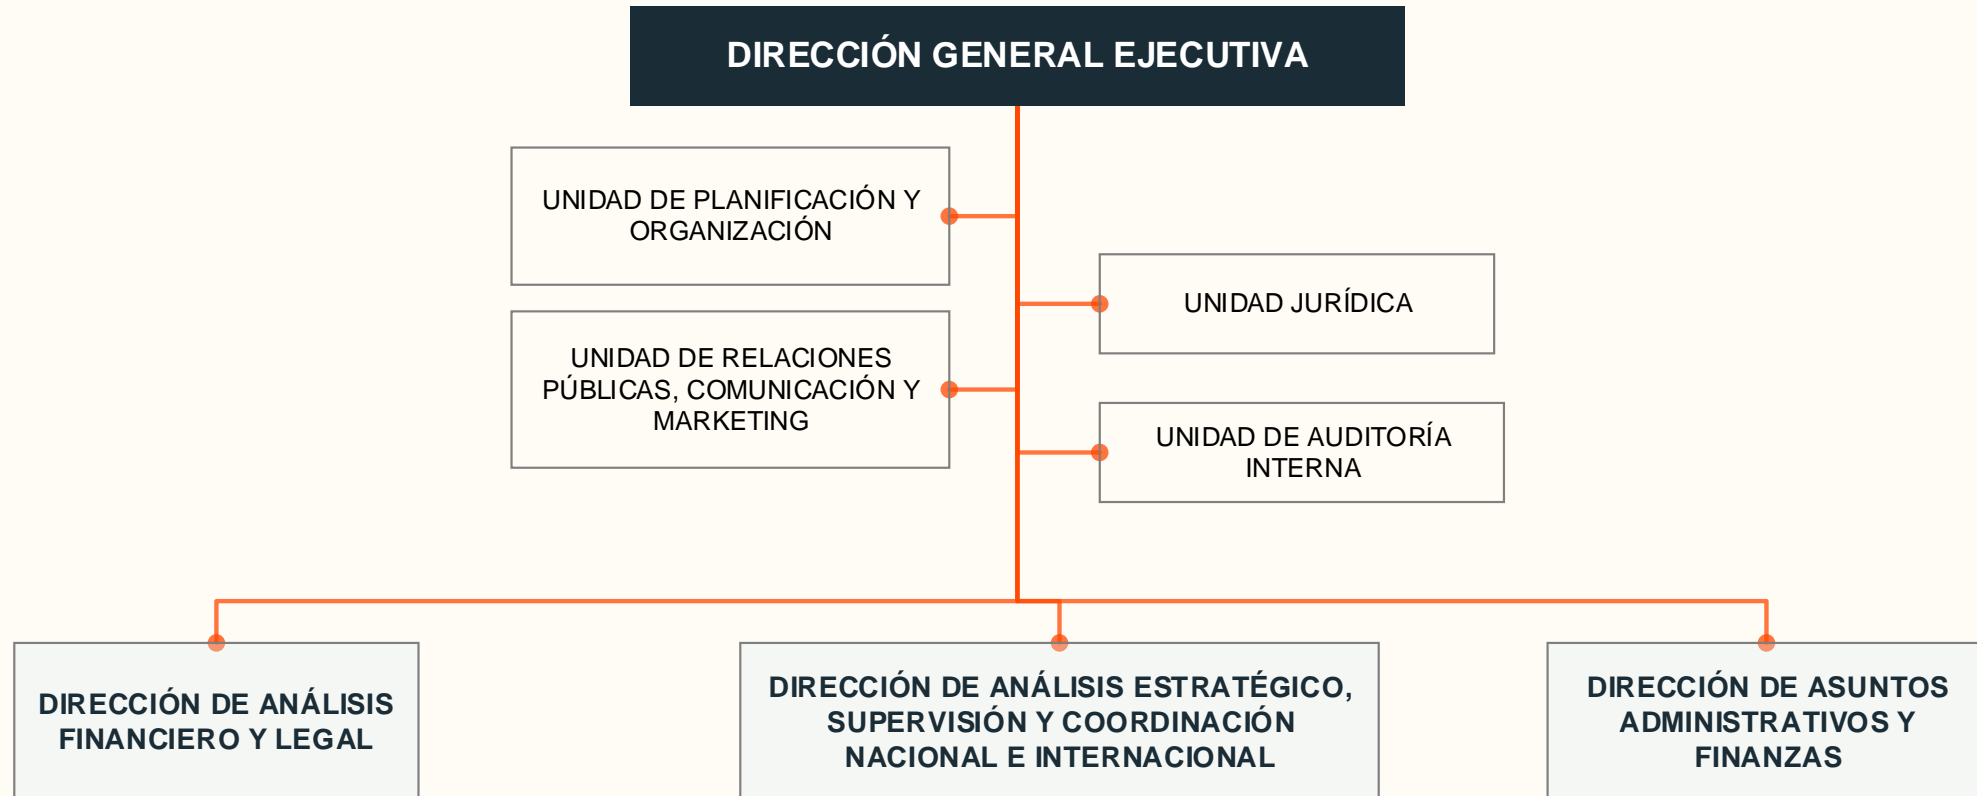 DIRECCIÓN GENERAL EJECUTIVA
UNIDAD DE PLANIFICACIÓN Y
ORGANIZACIÓN
UNIDAD JURÍDICA
UNIDAD DE RELACIONES
PÚBLICAS, COMUNICACIÓN Y
MARKETING
UNIDAD DE AUDITORÍA
INTERNA
DIRECCIÓN DE ANÁLISIS
FINANCIERO Y LEGAL
DIRECCIÓN DE ANÁLISIS ESTRATÉGICO,
SUPERVISIÓN Y COORDINACIÓN
NACIONAL E INTERNACIONAL
DIRECCIÓN DE ASUNTOS
ADMINISTRATIVOS Y
FINANZAS